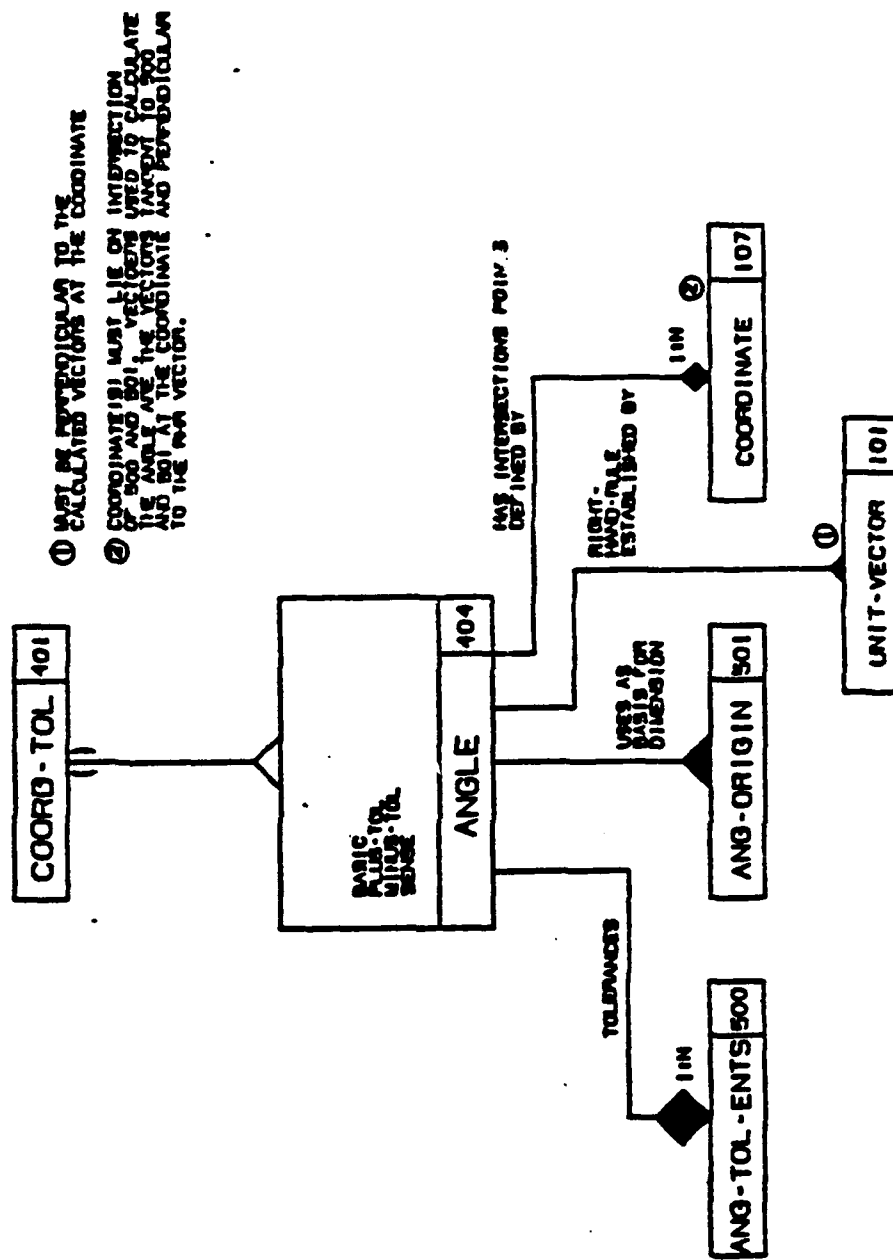 ① MUST BE PERPENDICULAR TO THE
CALCULATED VECTORS AT THE COORDINATE
② COORDINATE(S) MUST LIE ON INTERSECTION
OF 500 AND 501. VECTORS USED TO CALCULATE
THE ANGLE ARE THE VECTORS TANGENT TO 500
AND 501 AT THE COORDINATE AND PERPENDICULAR
TO THE RHR VECTOR.
COORD-TOL 401
BASIC
PLUS-TOL
MINUS-TOL
SENSE
ANGLE 404
TOLERANCES
USES AS
BASIS FOR
DIMENSION
RIGHT-
HAND-RULE
ESTABLISHED BY
HAS INTERSECTIONS POINT.S
DEFINED BY
1IN
ANG-TOL-ENTS 500
ANG-ORIGIN 501
①
UNIT-VECTOR 101
1IN
②
COORDINATE 107